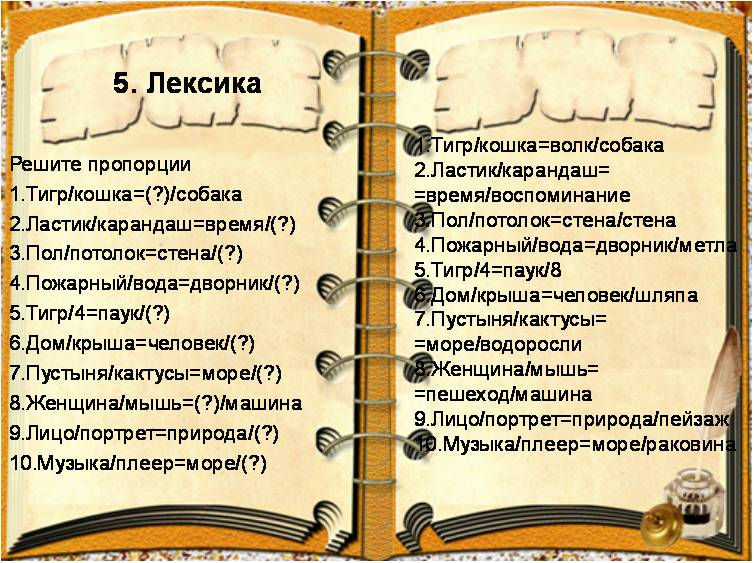 5. Лексика
Решите пропорции
1.Тигр/кошка=(?)/собака
2.Ластик/карандаш=время/(?)
3.Пол/потолок=стена/(?)
4.Пожарный/вода=дворник/(?)
5.Тигр/4=паук/(?)
6.Дом/крыша=человек/(?)
7.Пустыня/кактусы=море/(?)
8.Женщина/мышь=(?)/машина
9.Лицо/портрет=природа/(?)
10.Музыка/плеер=море/(?)
1.Тигр/кошка=волк/собака
2.Ластик/карандаш=
=время/воспоминание
3.Пол/потолок=стена/стена
4.Пожарный/вода=дворник/метла
5.Тигр/4=паук/8
6.Дом/крыша=человек/шляпа
7.Пустыня/кактусы=
=море/водоросли
8.Женщина/мышь=
=пешеход/машина
9.Лицо/портрет=природа/пейзаж
10.Музыка/плеер=море/раковина